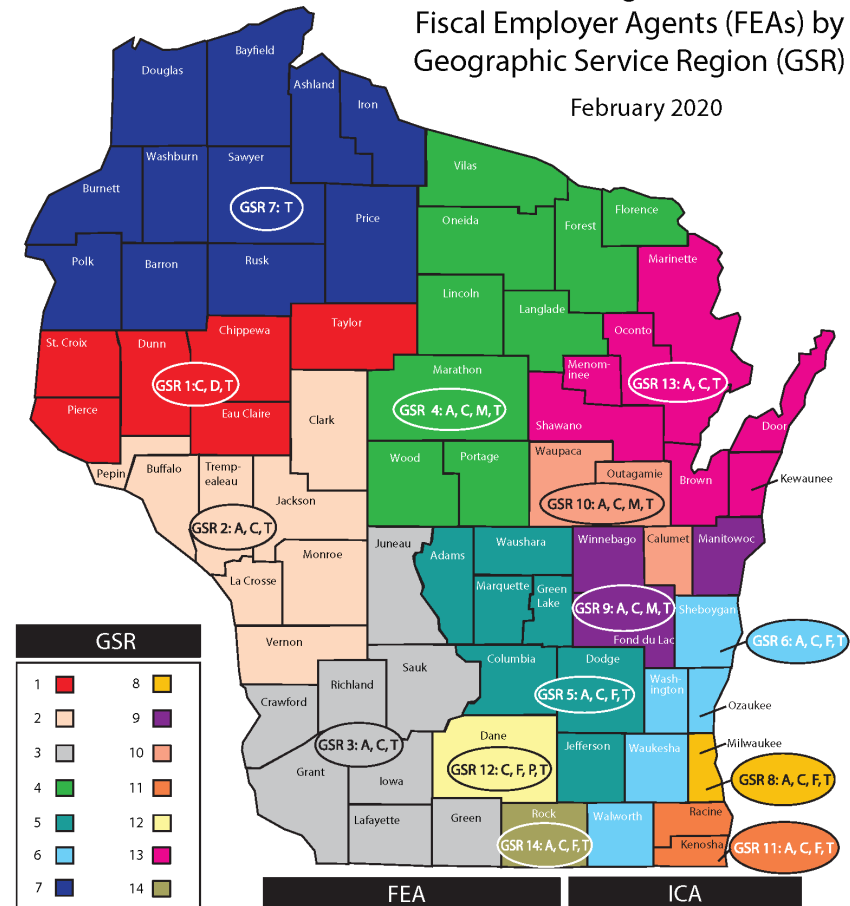 Fiscal Employer Agents (FEAs) by
Geographic Service Region (GSR)
February 2020
Douglas
Bayfield
Ashland
Iron
Vilas
Burnett
Washburn
Sawyer
GSR 7: T
Price
Oneida
Forest
Florence
Polk
Barron
Rusk
Marinette
Lincoln
Langlade
St. Croix
Dunn
Chippewa
Taylor
Oconto
GSR 1:C, D, T
Marathon
Menom-
inee
GSR 13: A, C, T
Pierce
Eau Claire
Clark
GSR 4: A, C, M, T
Shawano
Door
Pepin
Buffalo
Tremp-
ealeau
Wood
Portage
Waupaca
Outagamie
Brown
Kewaunee
Jackson
GSR 10: A, C, M, T
GSR 2: A, C, T
Juneau
Adams
Waushara
Winnebago
Calumet
Manitowoc
Monroe
La Crosse
Marquette
Green
Lake
GSR 9: A, C, M, T
Sheboygan
GSR 6: A, C, F, T
Fond du Lac
Vernon
Sauk
Columbia
Dodge
Wash-
ington
Ozaukee
Richland
Crawford
GSR 5: A, C, F, T
GSR 3: A, C, T
Dane
GSR 12: C, F, P, T
Jefferson
Waukesha
Milwaukee
GSR 8: A, C, F, T
Grant
Iowa
Lafayette
Green
Rock
GSR 14: A, C, F, T
Walworth
Racine
Kenosha
GSR 11: A, C, F, T
GSR
1
8
2
9
3
10
4
11
5
12
6
13
7
14
FEA
ICA